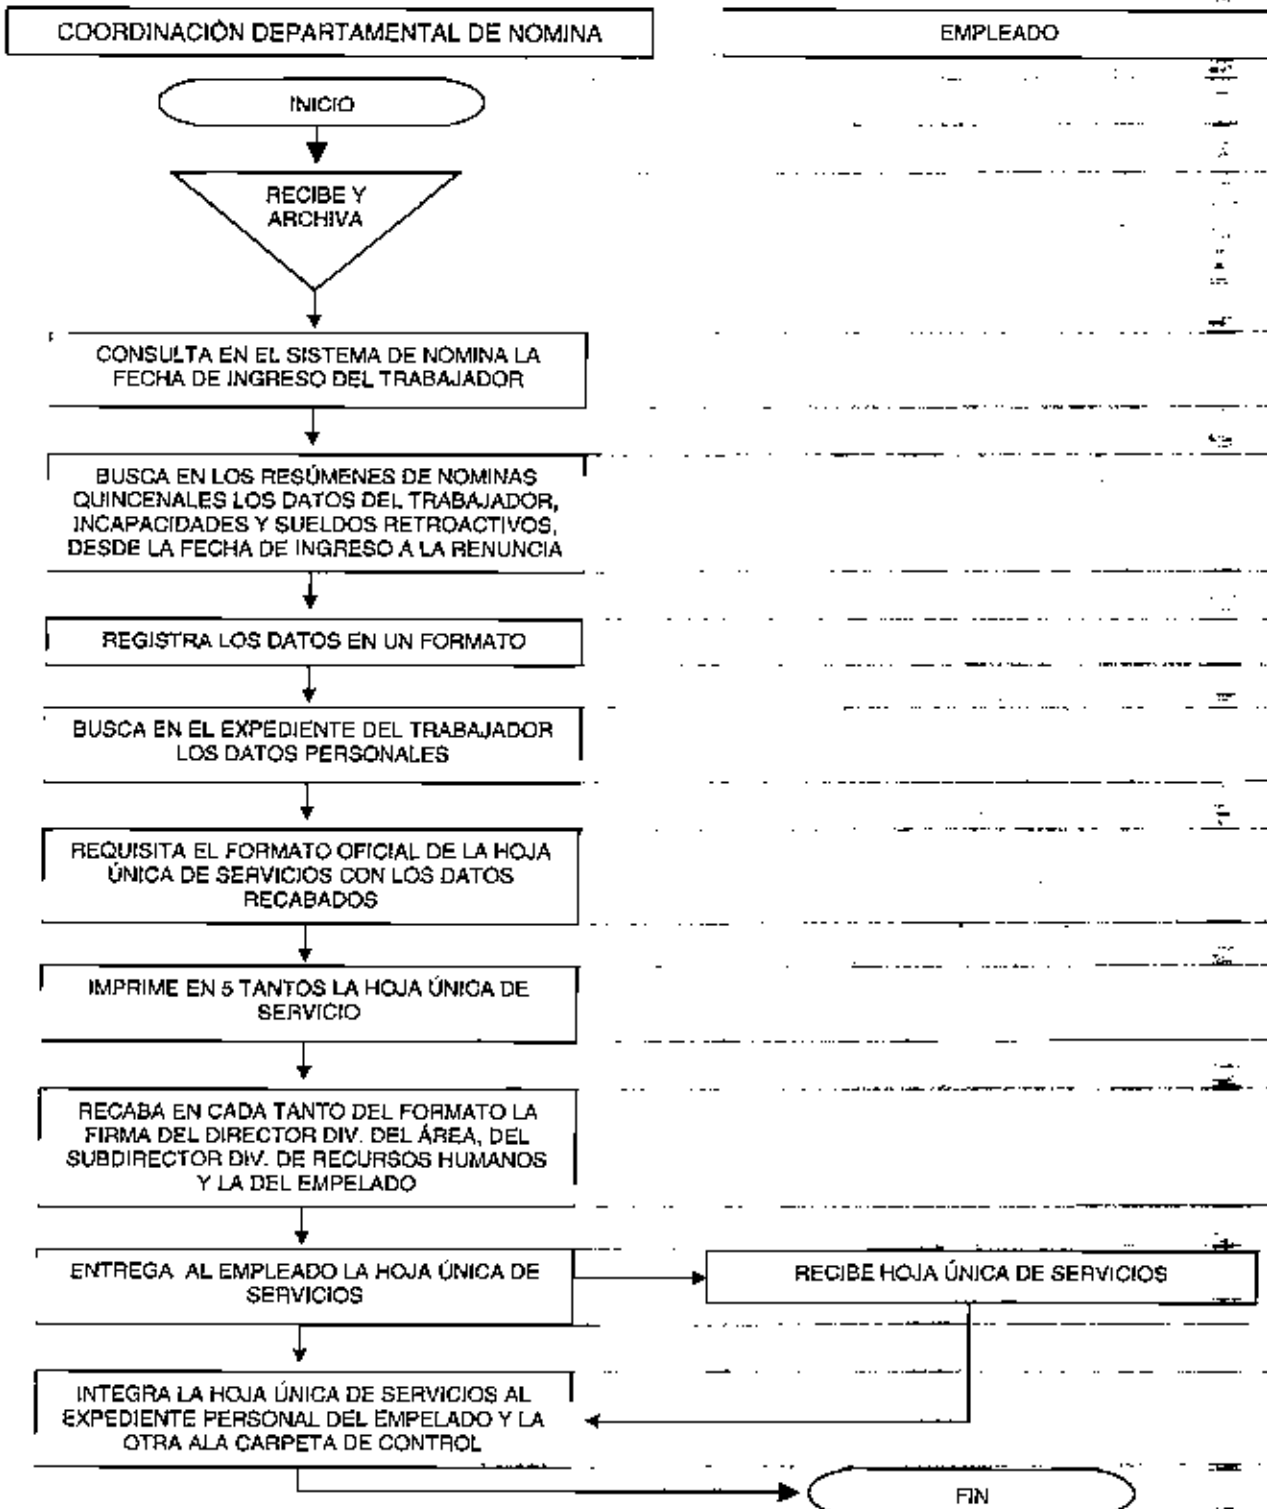 COORDINACIÓN DEPARTAMENTAL DE NOMINA
EMPLEADO
INICIO
RECIBE Y
ARCHIVA
CONSULTA EN EL SISTEMA DE NOMINA LA
FECHA DE INGRESO DEL TRABAJADOR
BUSCA EN LOS RESÚMENES DE NOMINAS
QUINCENALES LOS DATOS DEL TRABAJADOR,
INCAPACIDADES Y SUELDOS RETROACTIVOS,
DESDE LA FECHA DE INGRESO A LA RENUNCIA
REGISTRA LOS DATOS EN UN FORMATO
BUSCA EN EL EXPEDIENTE DEL TRABAJADOR
LOS DATOS PERSONALES
REQUISITA EL FORMATO OFICIAL DE LA HOJA
ÚNICA DE SERVICIOS CON LOS DATOS
RECABADOS
IMPRIME EN 5 TANTOS LA HOJA ÚNICA DE
SERVICIO
RECABA EN CADA TANTO DEL FORMATO LA
FIRMA DEL DIRECTOR DIV. DEL ÁREA, DEL
SUBDIRECTOR DIV. DE RECURSOS HUMANOS
Y LA DEL EMPELADO
ENTREGA AL EMPLEADO LA HOJA ÚNICA DE
SERVICIOS
RECIBE HOJA ÚNICA DE SERVICIOS
INTEGRA LA HOJA ÚNICA DE SERVICIOS AL
EXPEDIENTE PERSONAL DEL EMPELADO Y LA
OTRA ALA CARPETA DE CONTROL
FIN